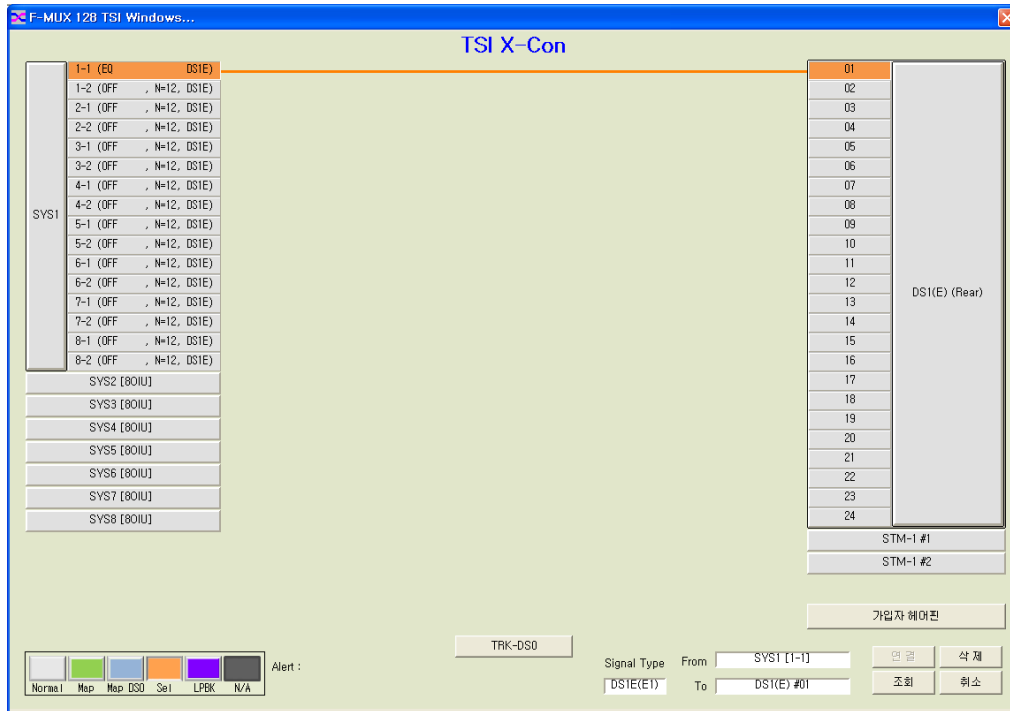 F-MUX 128 TSI Windows...
TSI X-Con
SYS1
1-1 (EQ DS1E)
1-2 (OFF , N=12, DS1E)
2-1 (OFF , N=12, DS1E)
2-2 (OFF , N=12, DS1E)
3-1 (OFF , N=12, DS1E)
3-2 (OFF , N=12, DS1E)
4-1 (OFF , N=12, DS1E)
4-2 (OFF , N=12, DS1E)
5-1 (OFF , N=12, DS1E)
5-2 (OFF , N=12, DS1E)
6-1 (OFF , N=12, DS1E)
6-2 (OFF , N=12, DS1E)
7-1 (OFF , N=12, DS1E)
7-2 (OFF , N=12, DS1E)
8-1 (OFF , N=12, DS1E)
8-2 (OFF , N=12, DS1E)
SYS2 [8OIU]
SYS3 [8OIU]
SYS4 [8OIU]
SYS5 [8OIU]
SYS6 [8OIU]
SYS7 [8OIU]
SYS8 [8OIU]
01
02
03
04
05
06
07
08
09
10
11
12
13
14
15
16
17
18
19
20
21
22
23
24
DS1(E) (Rear)
STM-1 #1
STM-1 #2
가입자 헤어핀
TRK-DS0
Normal Map Map DS0 Sel LPBK N/A
Alert :
Signal Type From SYS1 [1-1]
DS1E(E1) To DS1(E) #01
연결 삭제
조회 취소